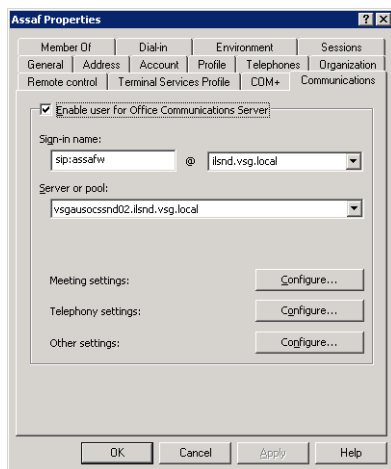 Assaf Properties
Member Of Dial-in Environment Sessions
General Address Account Profile Telephones Organization
Remote control Terminal Services Profile COM+ Communications
Enable user for Office Communications Server
Sign-in name:
sip:assafw @ ilsnd.vsg.local
Server or pool:
vsgausocssnd02.ilsnd.vsg.local
Meeting settings: Configure...
Telephony settings: Configure...
Other settings: Configure...
OK Cancel Apply Help